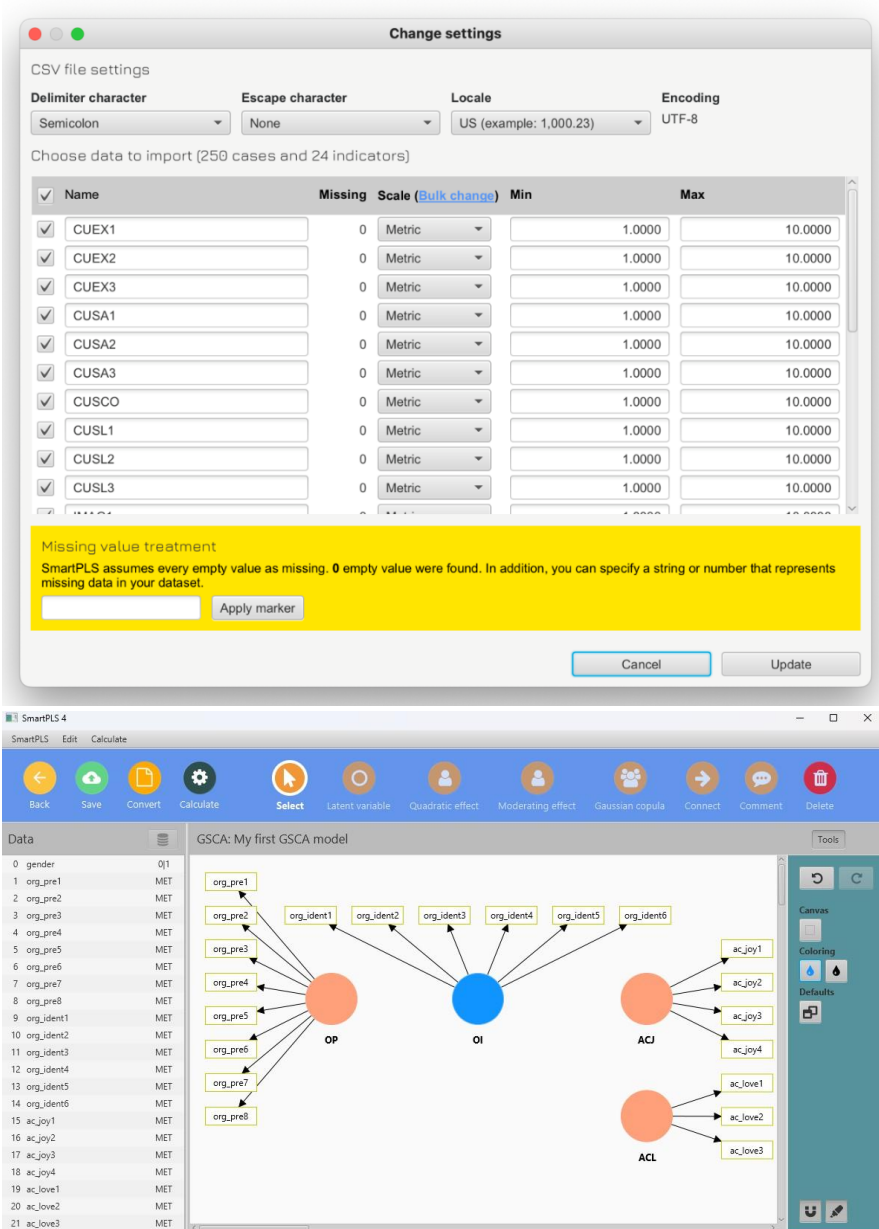 Change settings
CSV file settings
Delimiter character Escape character Locale Encoding
Semicolon None US (example: 1,000.23) UTF-8
Choose data to import (250 cases and 24 indicators)
Name Missing Scale (Bulk change) Min Max
CUEX1 0 Metric 1.0000 10.0000
CUEX2 0 Metric 1.0000 10.0000
CUEX3 0 Metric 1.0000 10.0000
CUSA1 0 Metric 1.0000 10.0000
CUSA2 0 Metric 1.0000 10.0000
CUSA3 0 Metric 1.0000 10.0000
CUSCO 0 Metric 1.0000 10.0000
CUSL1 0 Metric 1.0000 10.0000
CUSL2 0 Metric 1.0000 10.0000
CUSL3 0 Metric 1.0000 10.0000
Missing value treatment
SmartPLS assumes every empty value as missing. 0 empty value were found. In addition, you can specify a string or number that represents
missing data in your dataset.
Apply marker
Cancel Update
SmartPLS 4
SmartPLS Edit Calculate
Back Save Convert Calculate Select Latent variable Quadratic effect Moderating effect Gaussian copula Connect Comment Delete
Data GSCA: My first GSCA model Tools
0 gender 0|1
1 org_pre1 MET
2 org_pre2 MET
3 org_pre3 MET
4 org_pre4 MET
5 org_pre5 MET
6 org_pre6 MET
7 org_pre7 MET
8 org_pre8 MET
9 org_ident1 MET
10 org_ident2 MET
11 org_ident3 MET
12 org_ident4 MET
13 org_ident5 MET
14 org_ident6 MET
15 ac_joy1 MET
16 ac_joy2 MET
17 ac_joy3 MET
18 ac_joy4 MET
19 ac_love1 MET
20 ac_love2 MET
21 ac_love3 MET
org_pre1
org_pre2 org_ident1 org_ident2 org_ident3 org_ident4 org_ident5 org_ident6
org_pre3 ac_joy1
org_pre4 ac_joy2
org_pre5 ac_joy3
OP OI ACJ
org_pre6 ac_joy4
org_pre7 ac_love1
org_pre8 ac_love2
ac_love3
ACL
Canvas
Coloring
Defaults